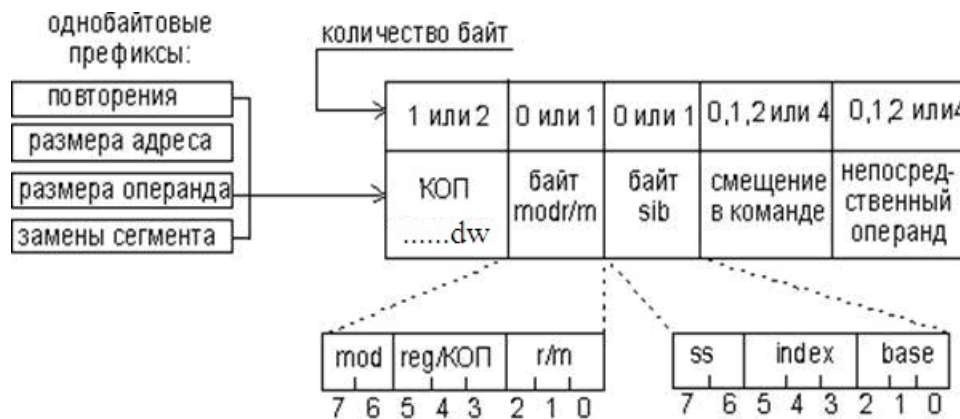 однобайтовые
префиксы:
повторения
размера адреса
размера операнда
замены сегмента
количество байт
1 или 2
0 или 1
0 или 1
0,1,2 или 4
0,1,2 или4
КОП
......dw
байт
modr/m
байт
sib
смещение
в команде
непосред-
ственный
операнд
mod
reg/КОП
r/m
7 6 5 4 3 2 1 0
ss
index
base
7 6 5 4 3 2 1 0